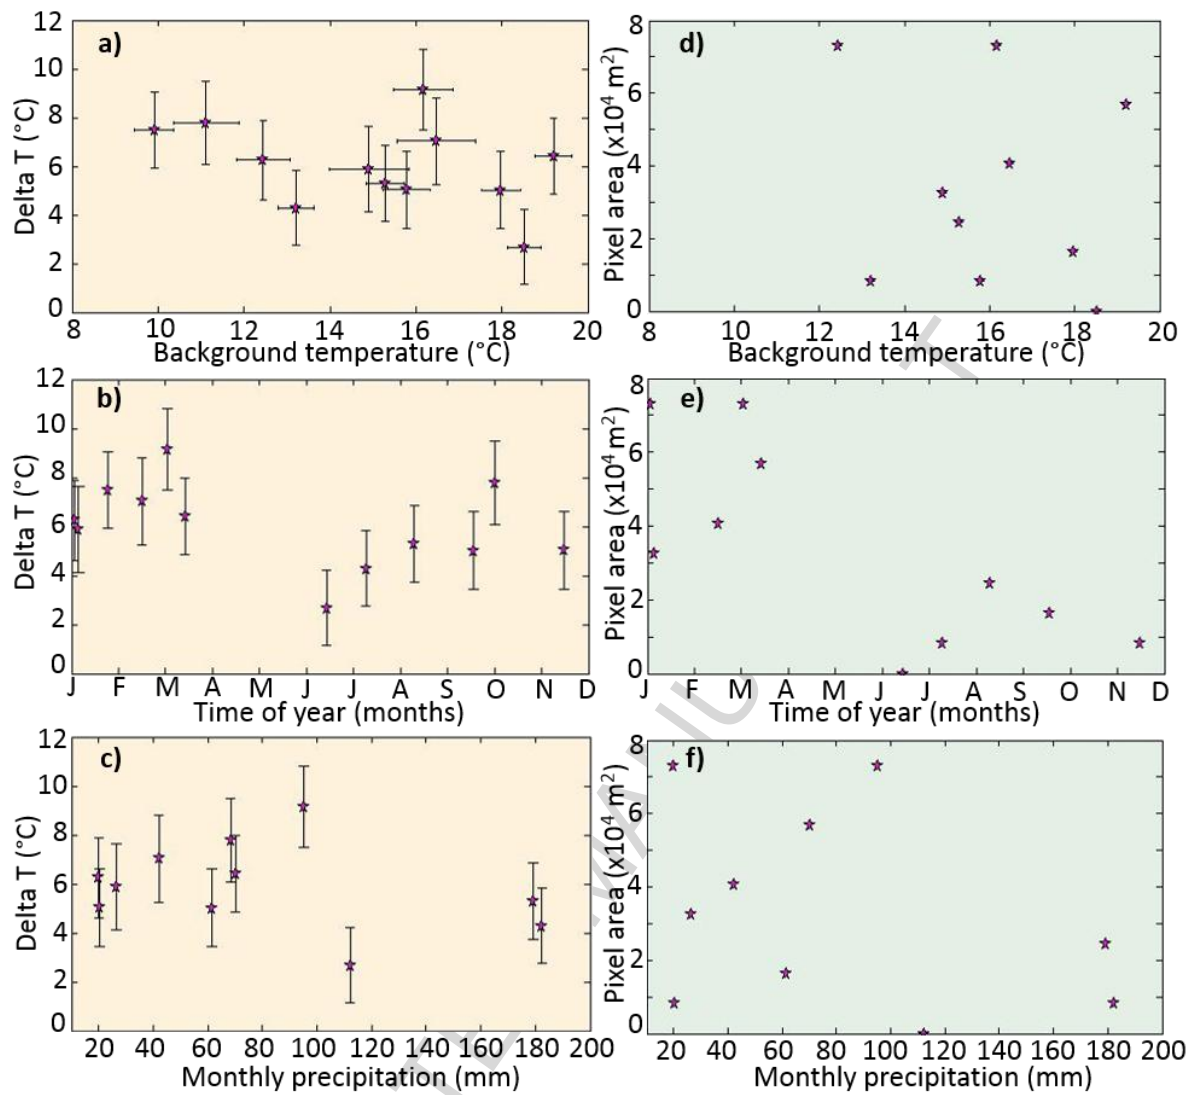 a)
Delta T (°C)
12
10
8
6
4
2
0
8 10 12 14 16 18 20
Background temperature (°C)
d)
Pixel area (x10⁴ m²)
8
6
4
2
0
8 10 12 14 16 18 20
Background temperature (°C)
b)
Delta T (°C)
12
10
8
6
4
2
0
J F M A M J J A S O N D
Time of year (months)
e)
Pixel area (x10⁴ m²)
8
6
4
2
0
J F M A M J J A S O N D
Time of year (months)
c)
Delta T (°C)
12
10
8
6
4
2
0
20 40 60 80 100 120 140 160 180 200
Monthly precipitation (mm)
f)
Pixel area (x10⁴ m²)
8
6
4
2
0
20 40 60 80 100 120 140 160 180 200
Monthly precipitation (mm)